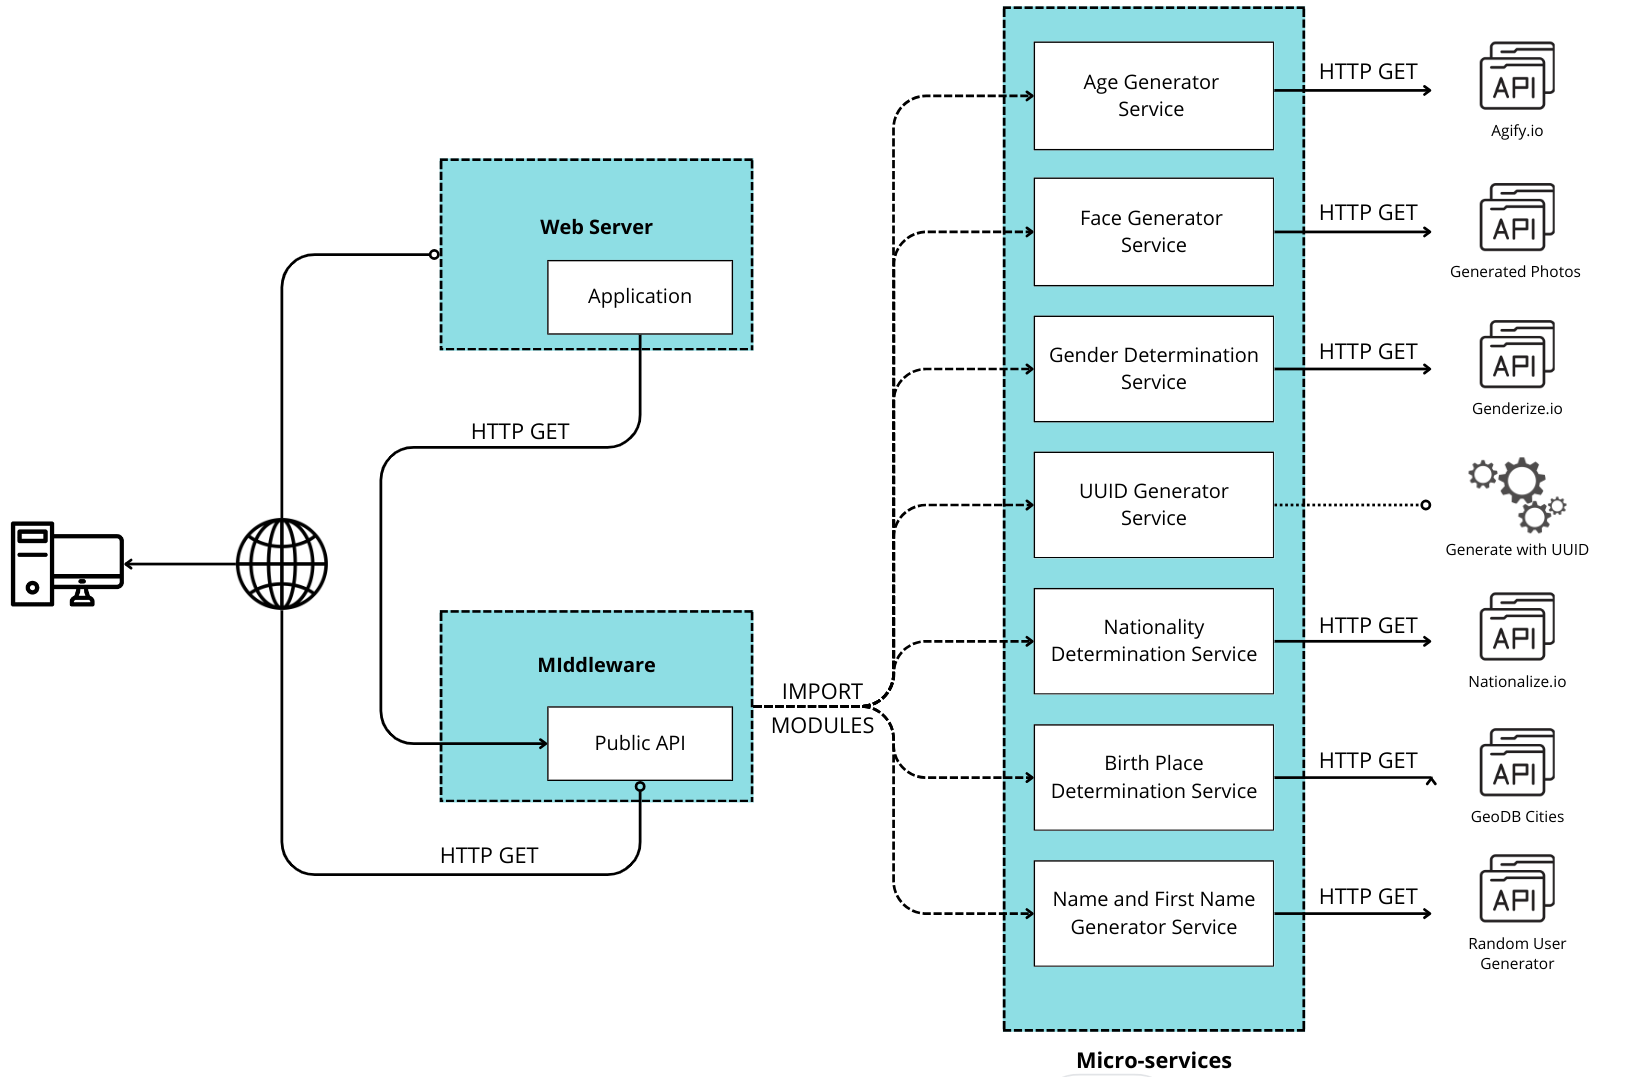 Web Server
Application
HTTP GET
MIddleware
Public API
HTTP GET
IMPORT
MODULES
Age Generator
Service
HTTP GET
API
Agify.io
Face Generator
Service
HTTP GET
API
Generated Photos
Gender Determination
Service
HTTP GET
API
Genderize.io
UUID Generator
Service
Generate with UUID
Nationality
Determination Service
HTTP GET
API
Nationalize.io
Birth Place
Determination Service
HTTP GET
API
GeoDB Cities
Name and First Name
Generator Service
HTTP GET
API
Random User
Generator
Micro-services